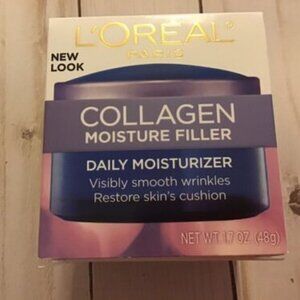 L'ORÉAL
PARIS
NEW
LOOK
COLLAGEN
MOISTURE FILLER
DAILY MOISTURIZER
Visibly smooth wrinkles
Restore skin's cushion
NET WT 1.7 OZ. (48g)